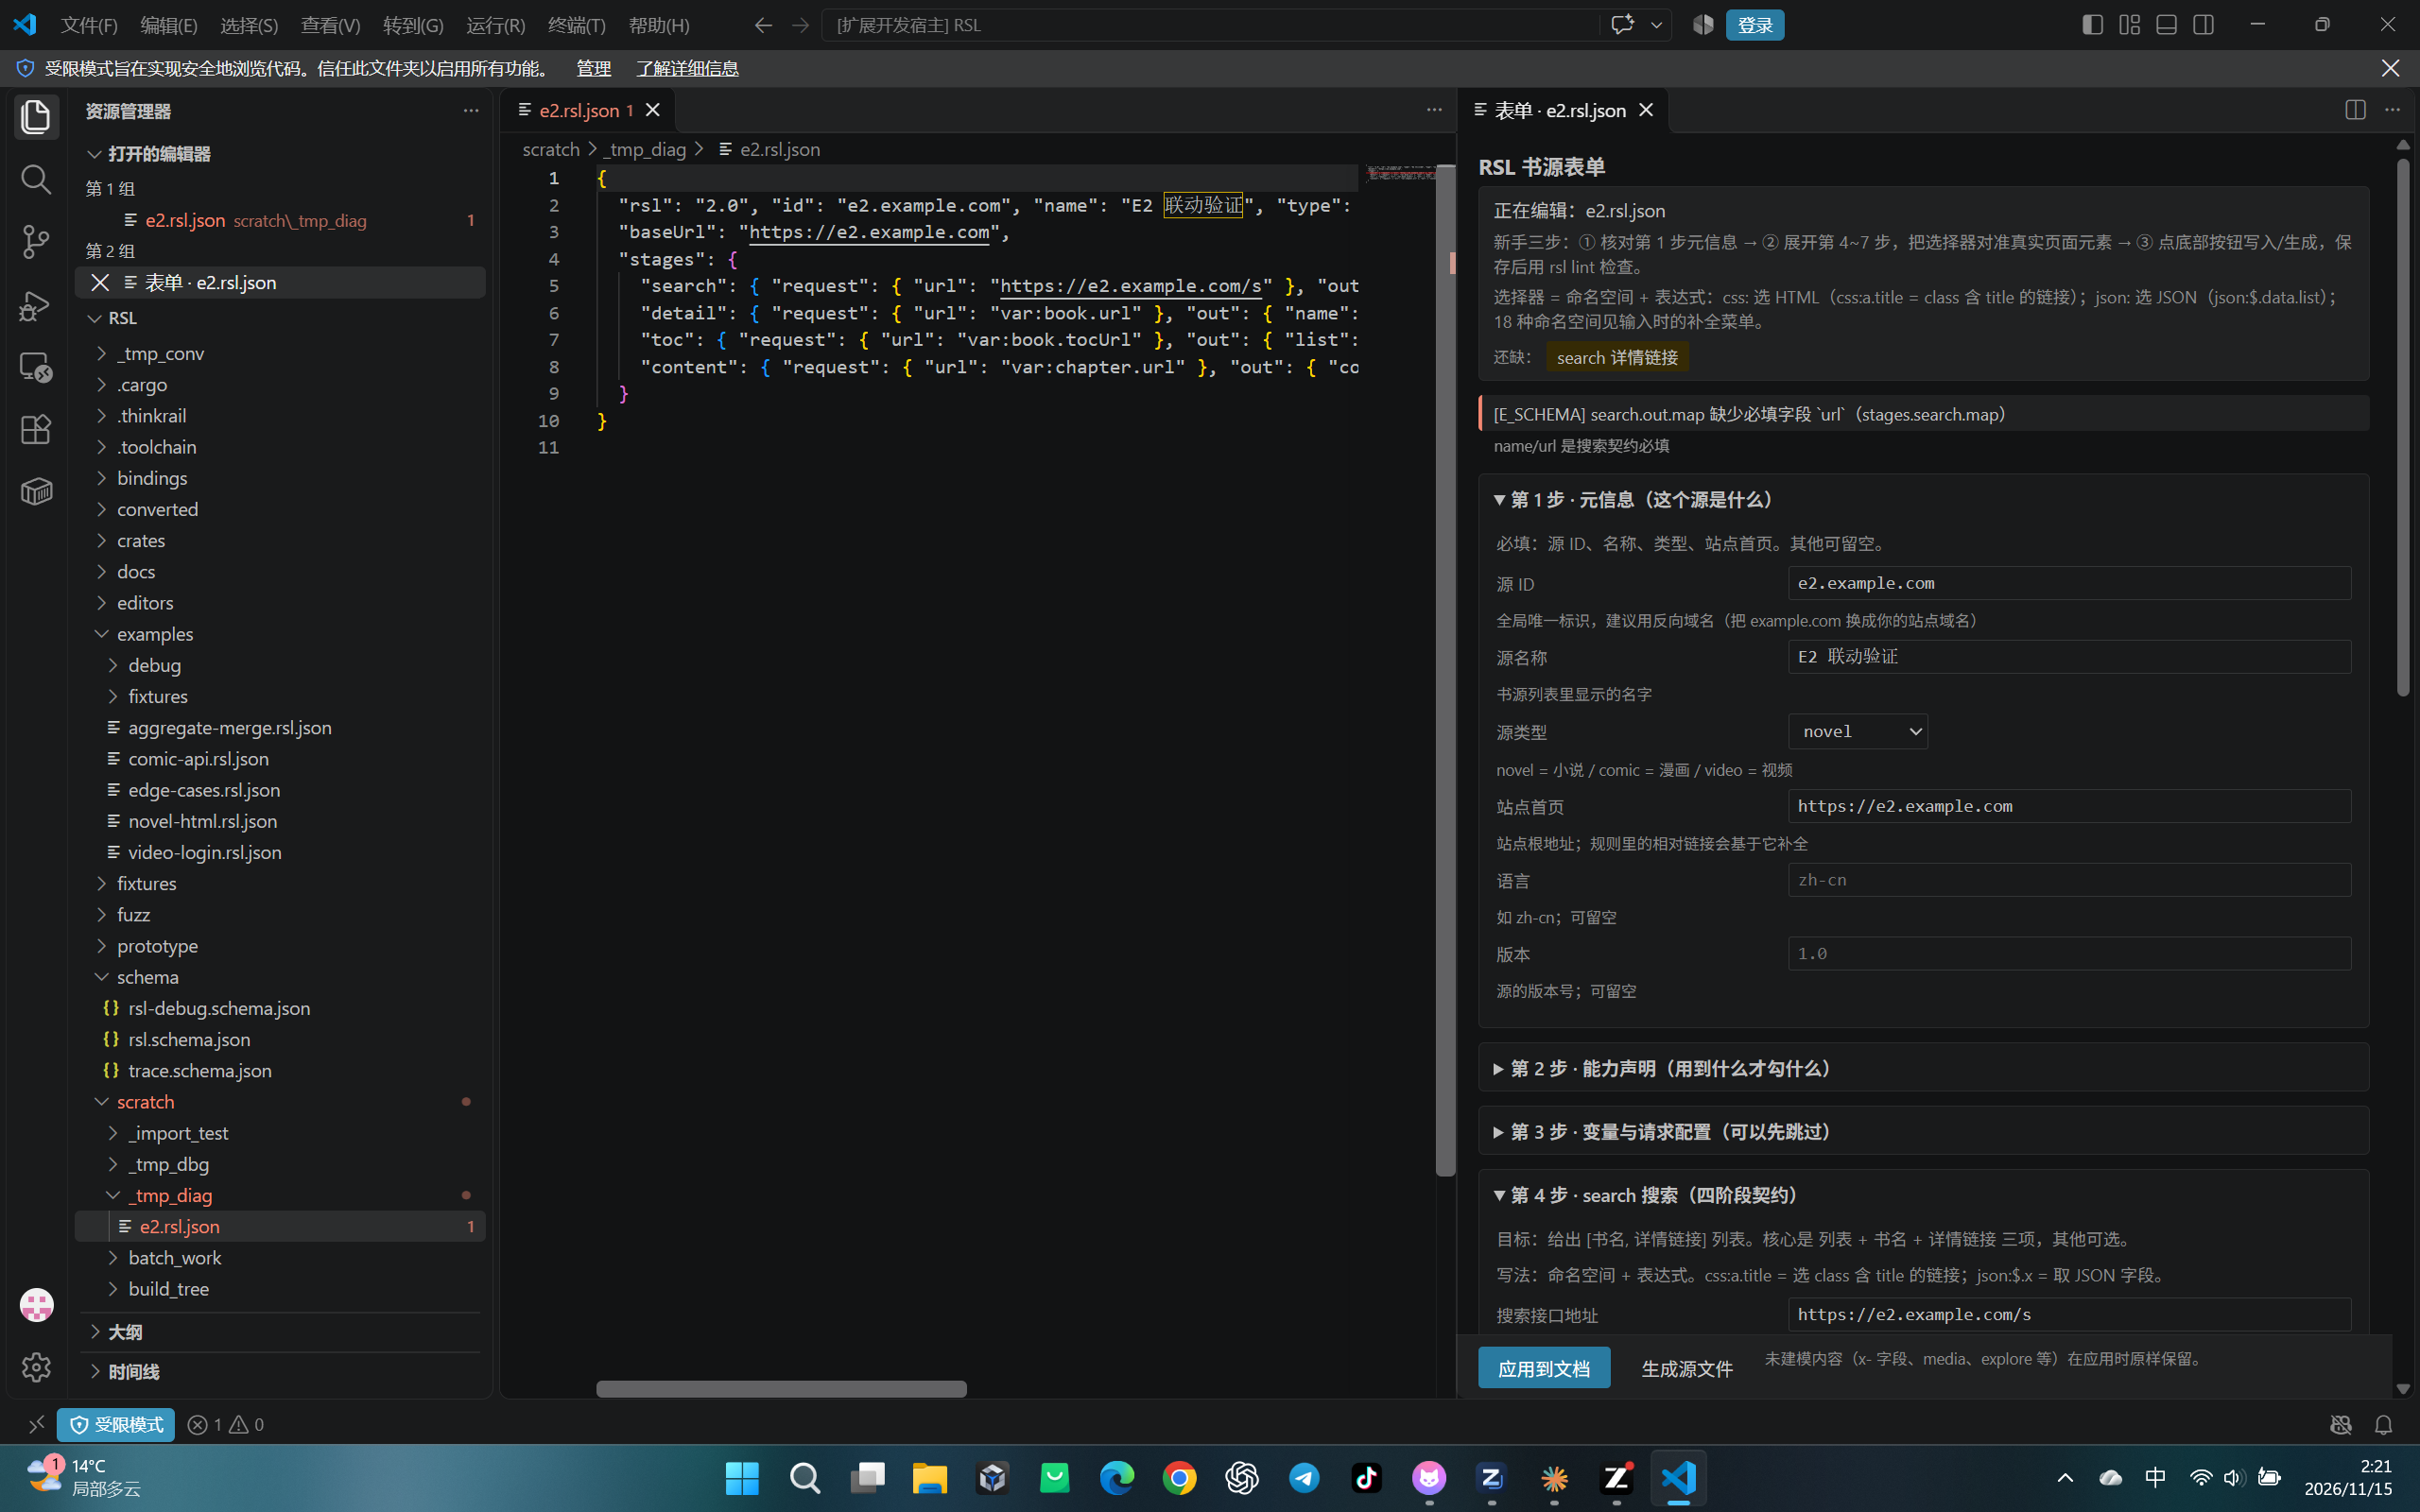 文件(F) 编辑(E) 选择(S) 查看(V) 转到(G) 运行(R) 终端(T) 帮助(H) [扩展开发宿主] RSL 登录
受限模式旨在实现安全地浏览代码。信任此文件夹以启用所有功能。 管理 了解详细信息
资源管理器
打开的编辑器
第 1 组
e2.rsl.json scratch\_tmp_diag 1
第 2 组
表单 · e2.rsl.json
RSL
_tmp_conv
.cargo
.thinkrail
.toolchain
bindings
converted
crates
docs
editors
examples
debug
fixtures
aggregate-merge.rsl.json
comic-api.rsl.json
edge-cases.rsl.json
novel-html.rsl.json
video-login.rsl.json
fixtures
fuzz
prototype
schema
rsl-debug.schema.json
rsl.schema.json
trace.schema.json
scratch
_import_test
_tmp_dbg
_tmp_diag
e2.rsl.json 1
batch_work
build_tree
大纲
时间线
e2.rsl.json 1
scratch > _tmp_diag > e2.rsl.json
1 {
2 "rsl": "2.0", "id": "e2.example.com", "name": "E2 联动验证", "type":
3 "baseUrl": "https://e2.example.com",
4 "stages": {
5 "search": { "request": { "url": "https://e2.example.com/s" }, "out
6 "detail": { "request": { "url": "var:book.url" }, "out": { "name":
7 "toc": { "request": { "url": "var:book.tocUrl" }, "out": { "list":
8 "content": { "request": { "url": "var:chapter.url" }, "out": { "co
9 }
10 }
11
表单 · e2.rsl.json
RSL 书源表单
正在编辑：e2.rsl.json
新手三步：① 核对第 1 步元信息 → ② 展开第 4~7 步，把选择器对准真实页面元素 → ③ 点底部按钮写入/生成，保
存后用 rsl lint 检查。
选择器 = 命名空间 + 表达式：css: 选 HTML（css:a.title = class 含 title 的链接）；json: 选 JSON（json:$.data.list）；
18 种命名空间见输入时的补全菜单。
还缺： search 详情链接
[E_SCHEMA] search.out.map 缺少必填字段 `url`（stages.search.map）
name/url 是搜索契约必填
第 1 步 · 元信息（这个源是什么）
必填：源 ID、名称、类型、站点首页。其他可留空。
源 ID e2.example.com
全局唯一标识，建议用反向域名（把 example.com 换成你的站点域名）
源名称 E2 联动验证
书源列表里显示的名字
源类型 novel
novel = 小说 / comic = 漫画 / video = 视频
站点首页 https://e2.example.com
站点根地址；规则里的相对链接会基于它补全
语言 zh-cn
如 zh-cn；可留空
版本 1.0
源的版本号；可留空
第 2 步 · 能力声明（用到什么才勾什么）
第 3 步 · 变量与请求配置（可以先跳过）
第 4 步 · search 搜索（四阶段契约）
目标：给出 [书名, 详情链接] 列表。核心是 列表 + 书名 + 详情链接 三项，其他可选。
写法：命名空间 + 表达式。css:a.title = 选 class 含 title 的链接；json:$.x = 取 JSON 字段。
搜索接口地址 https://e2.example.com/s
应用到文档 生成源文件 未建模内容（x- 字段、media、explore 等）在应用时原样保留。
受限模式 1 0
1 14°C
局部多云
中
2:21
2026/11/15